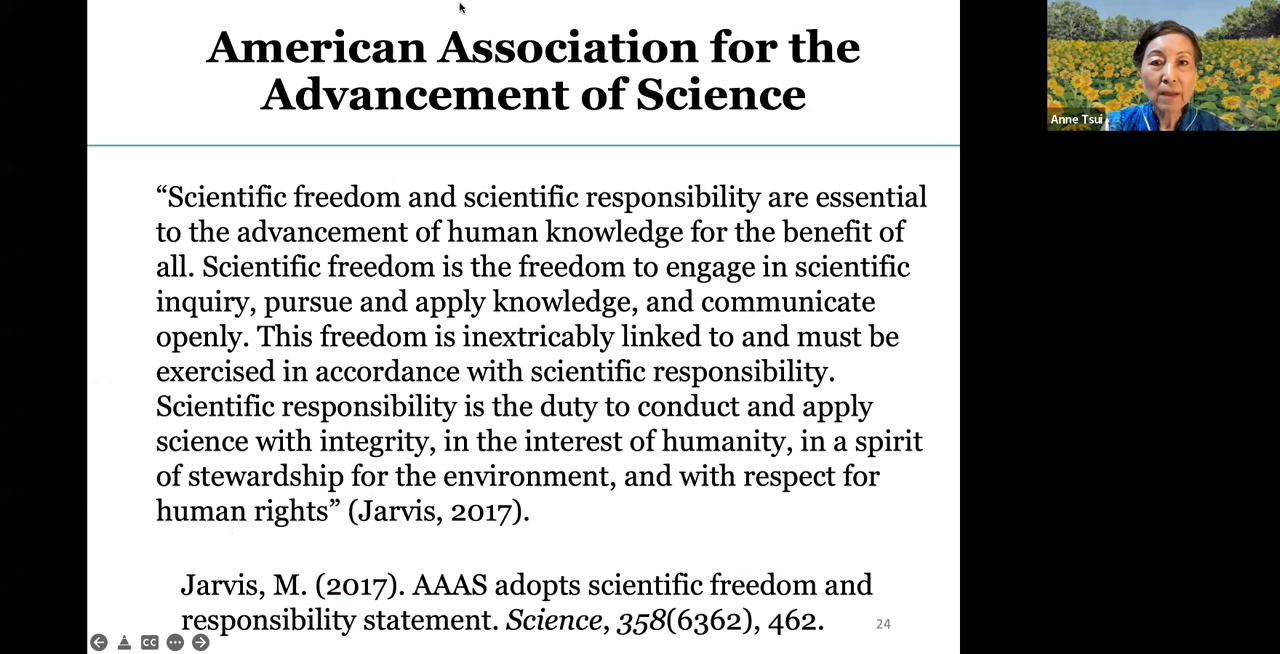 American Association for the
Advancement of Science
Anne Tsui
“Scientific freedom and scientific responsibility are essential
to the advancement of human knowledge for the benefit of
all. Scientific freedom is the freedom to engage in scientific
inquiry, pursue and apply knowledge, and communicate
openly. This freedom is inextricably linked to and must be
exercised in accordance with scientific responsibility.
Scientific responsibility is the duty to conduct and apply
science with integrity, in the interest of humanity, in a spirit
of stewardship for the environment, and with respect for
human rights” (Jarvis, 2017).
Jarvis, M. (2017). AAAS adopts scientific freedom and
responsibility statement. Science, 358(6362), 462.
24
CC